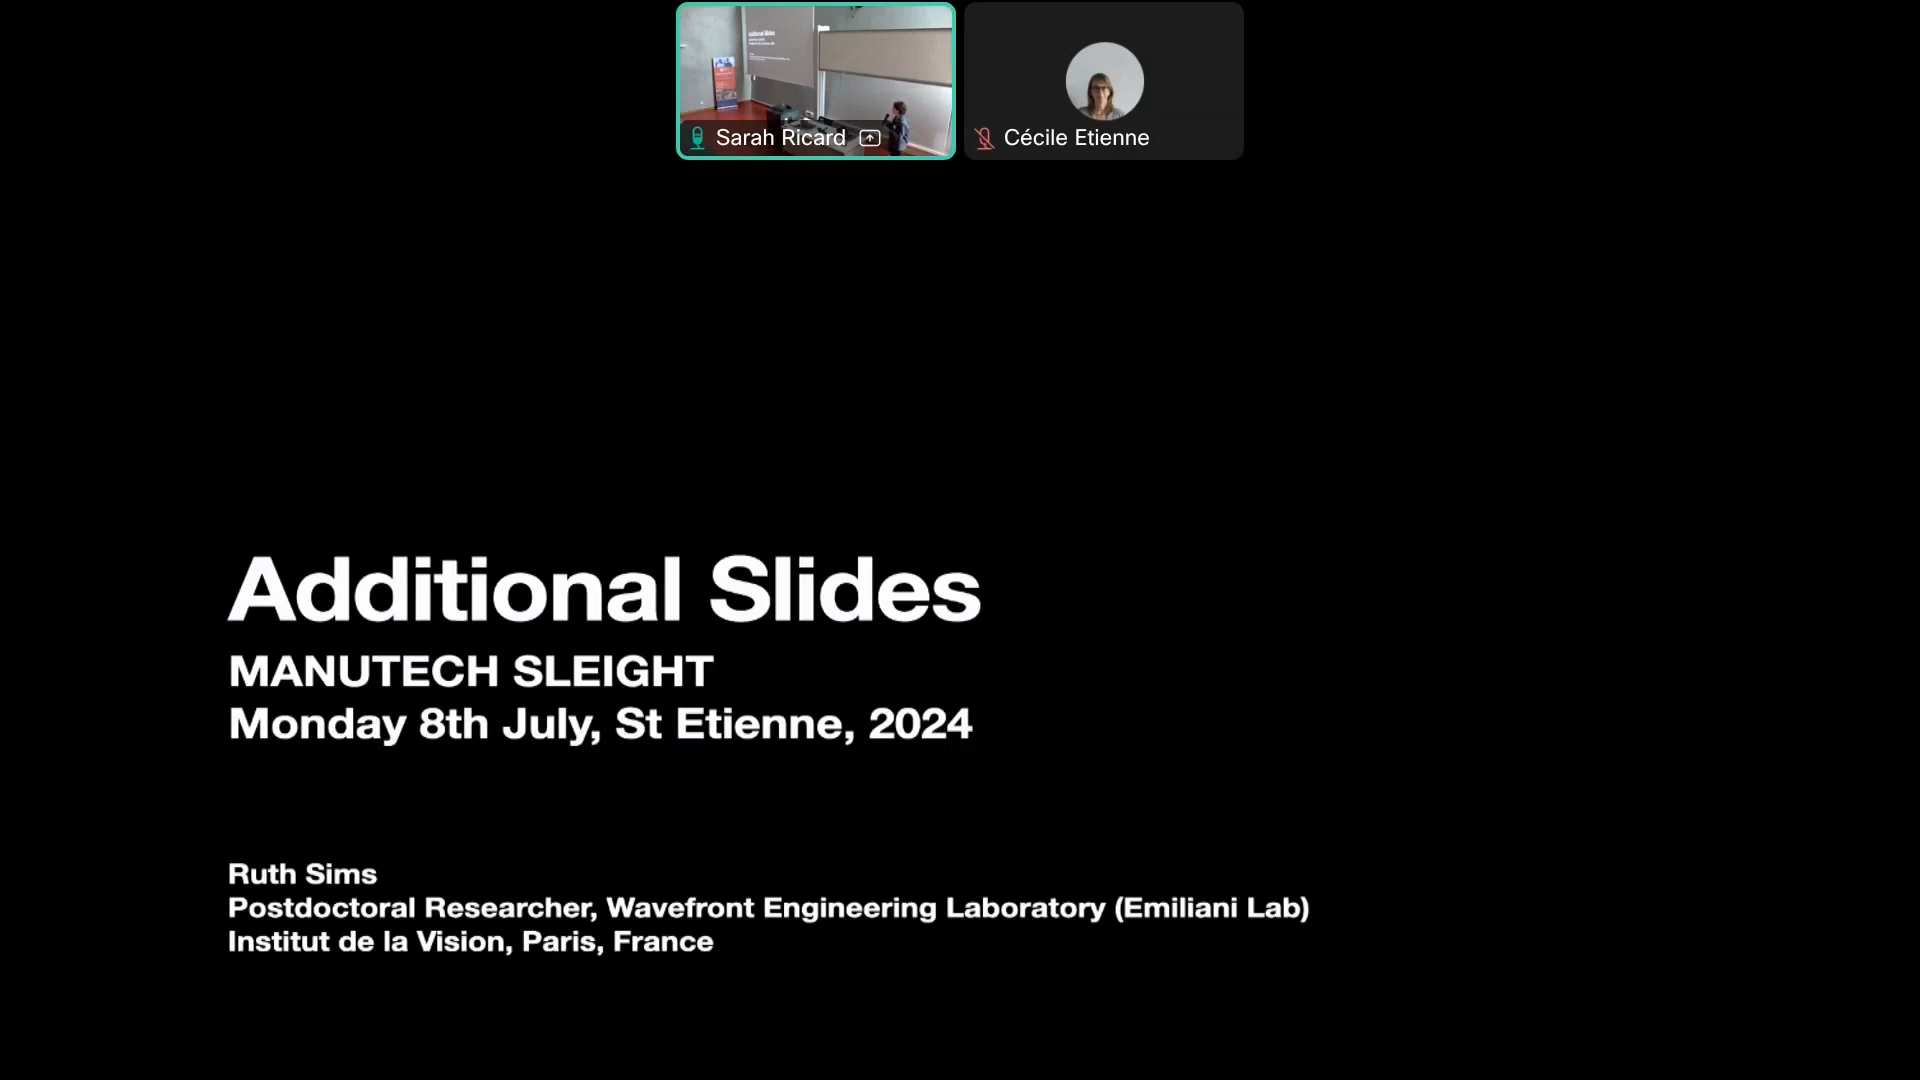 Sarah Ricard
Cécile Etienne
Additional Slides
MANUTECH SLEIGHT
Monday 8th July, St Etienne, 2024
Ruth Sims
Postdoctoral Researcher, Wavefront Engineering Laboratory (Emiliani Lab)
Institut de la Vision, Paris, France